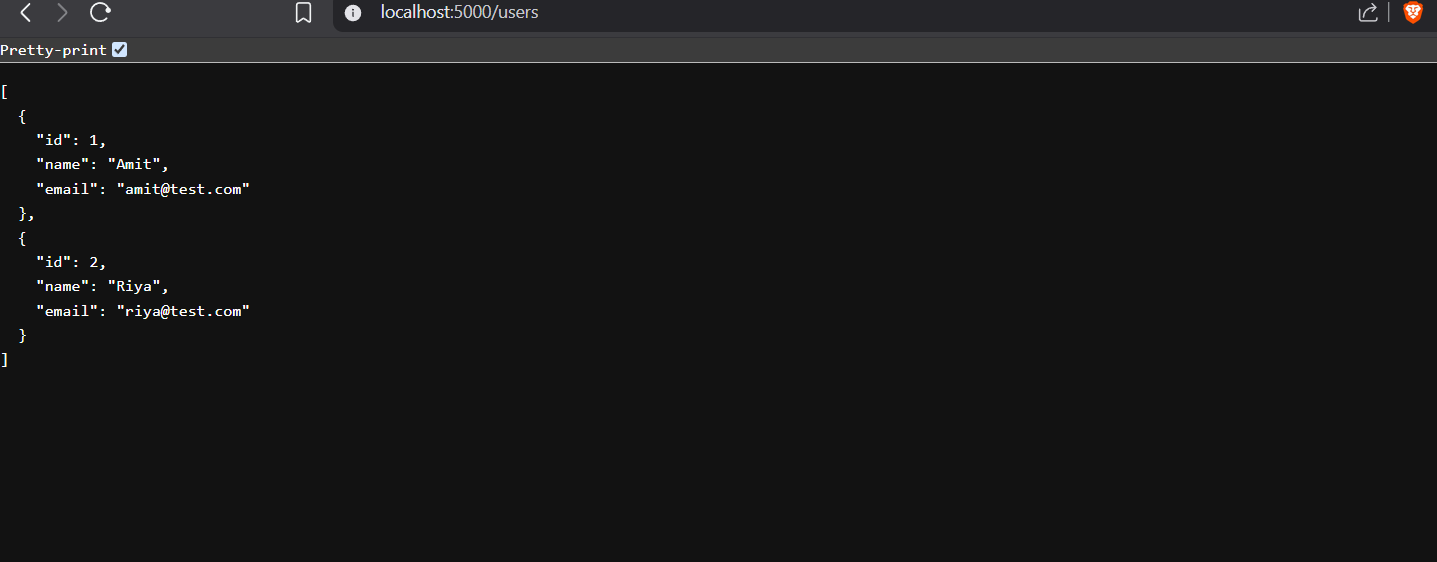 localhost:5000/users
Pretty-print
[
  {
    "id": 1,
    "name": "Amit",
    "email": "amit@test.com"
  },
  {
    "id": 2,
    "name": "Riya",
    "email": "riya@test.com"
  }
]